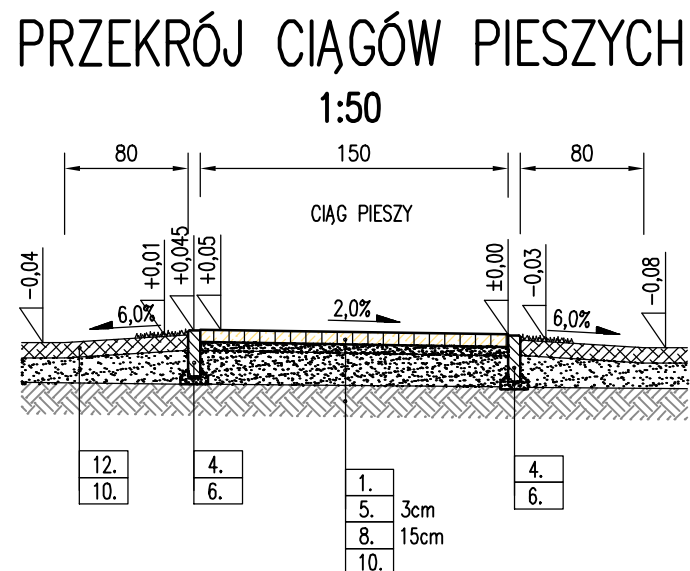 PRZEKRÓJ CIĄGÓW PIESZYCH
1:50
80 150 80
CIĄG PIESZY
-0,04 +0,01 +0,045 +0,05 ±0,00 -0,03 -0,08
6,0% 2,0% 6,0%
12. 4. 4.
10. 6. 6.
1.
5. 3cm
8. 15cm
10.